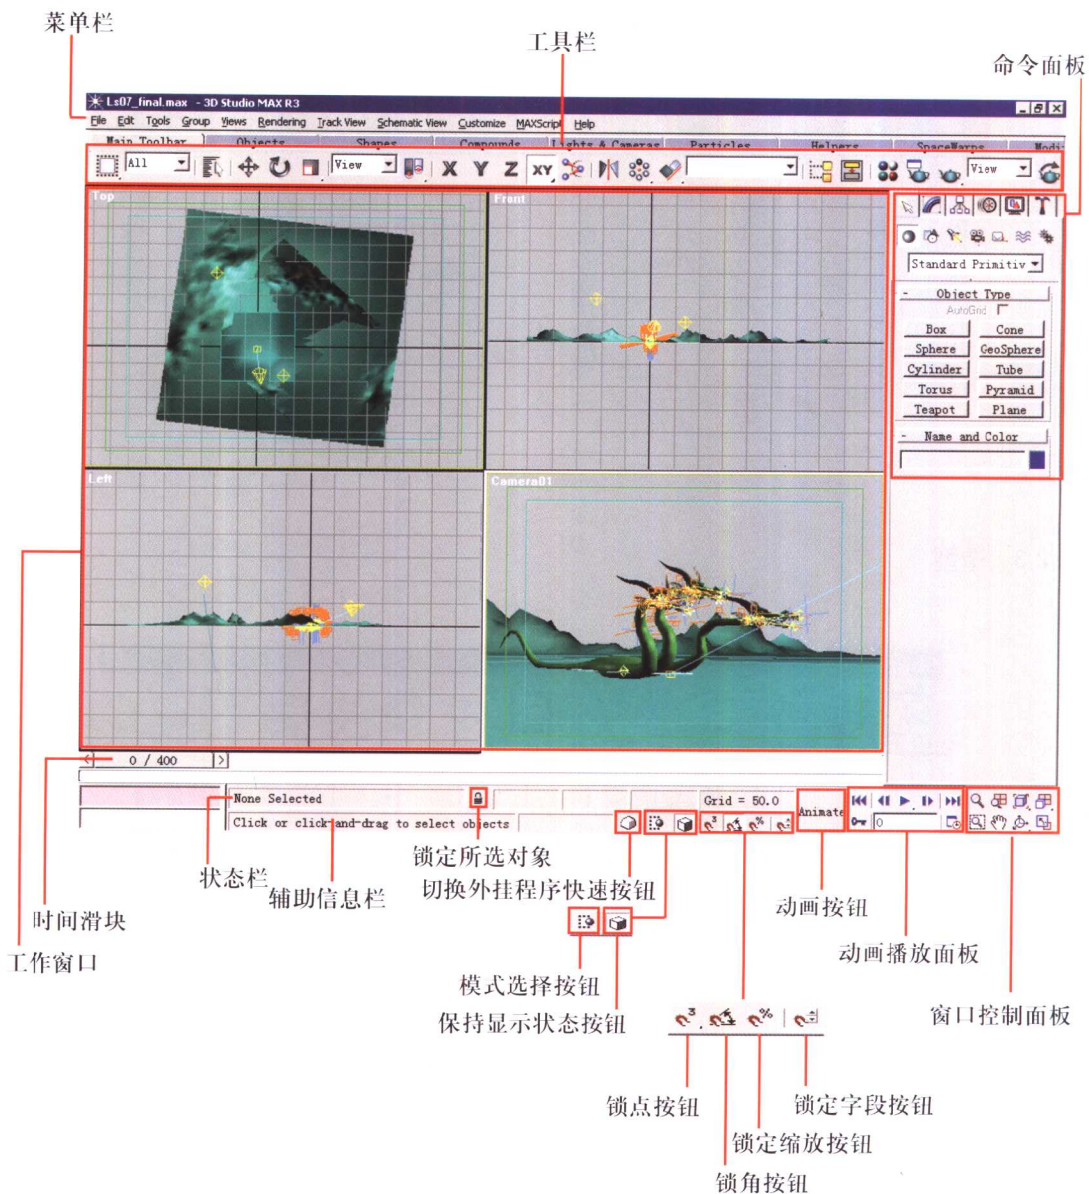 菜单栏
工具栏
命令面板
Ls07_final.max - 3D Studio MAX R3
File Edit Tools Group Views Rendering Track View Schematic View Customize MAXScript Help
Main Toolbar Objects Shapes Compounds Lights & Cameras Particles Helpers SpaceWarps Modi
All View X Y Z XY View
Top
Front
Standard Primitiv
- Object Type
AutoGrid
Box Cone
Sphere GeoSphere
Cylinder Tube
Torus Pyramid
Teapot Plane
- Name and Color
Left
Camera01
< 0 / 400 >
None Selected
Grid = 50.0
Animate
0
Click or click-and-drag to select objects
3 %
状态栏
辅助信息栏
锁定所选对象
切换外挂程序快速按钮
动画按钮
时间滑块
工作窗口
动画播放面板
模式选择按钮
保持显示状态按钮
窗口控制面板
3 %
锁点按钮
锁定字段按钮
锁定缩放按钮
锁角按钮